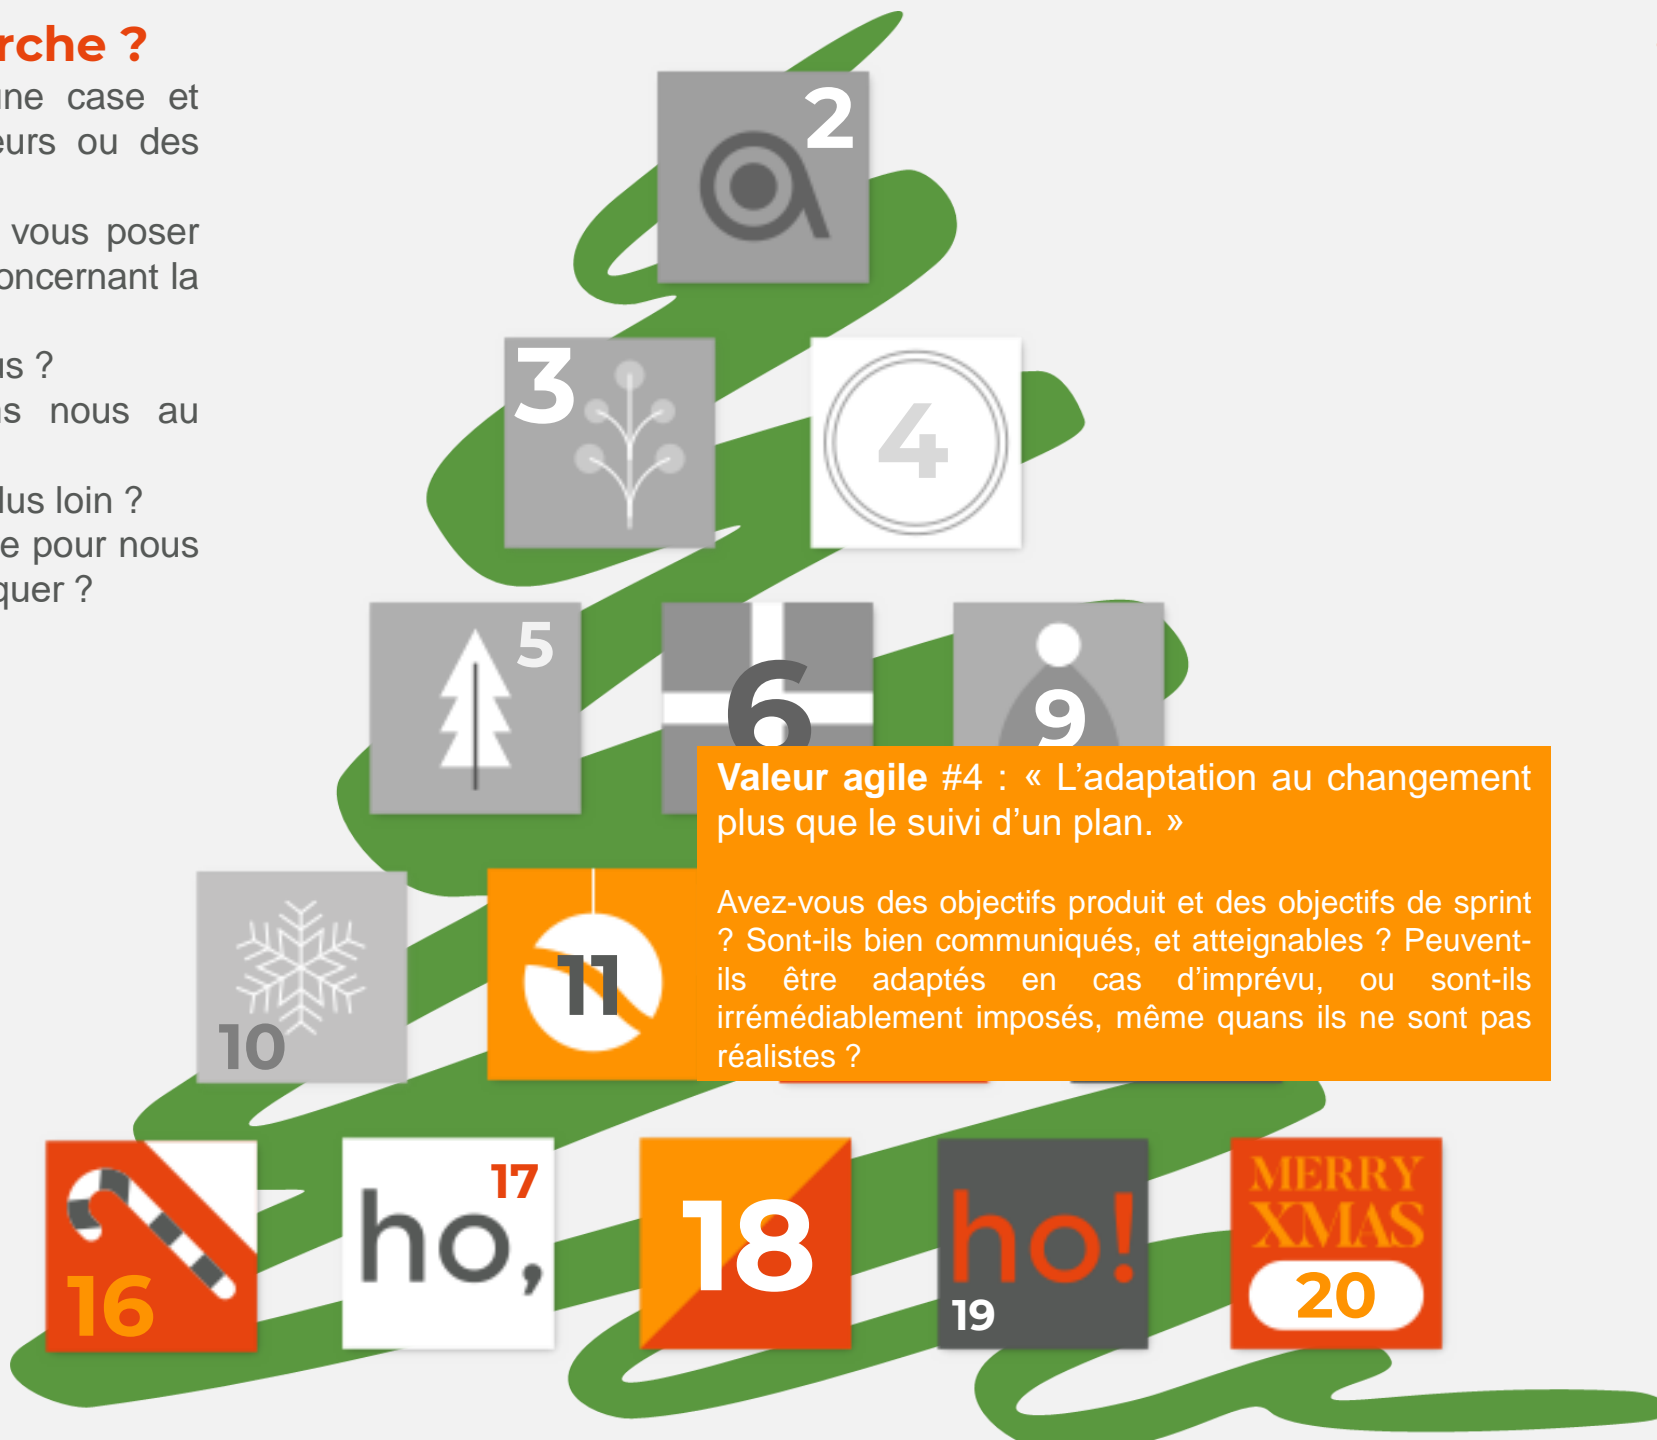 rche ?
une case et
eurs ou des
vous poser
oncernant la
us ?
ns nous au
lus loin ?
e pour nous
quer ?
2
3
4
5
6
9
Valeur agile #4 : « L’adaptation au changement
plus que le suivi d’un plan. »
Avez-vous des objectifs produit et des objectifs de sprint
? Sont-ils bien communiqués, et atteignables ? Peuvent-
ils être adaptés en cas d’imprévu, ou sont-ils
irrémédiablement imposés, même quans ils ne sont pas
réalistes ?
10
11
16
17
ho,
18
ho!
19
MERRY
XMAS
20